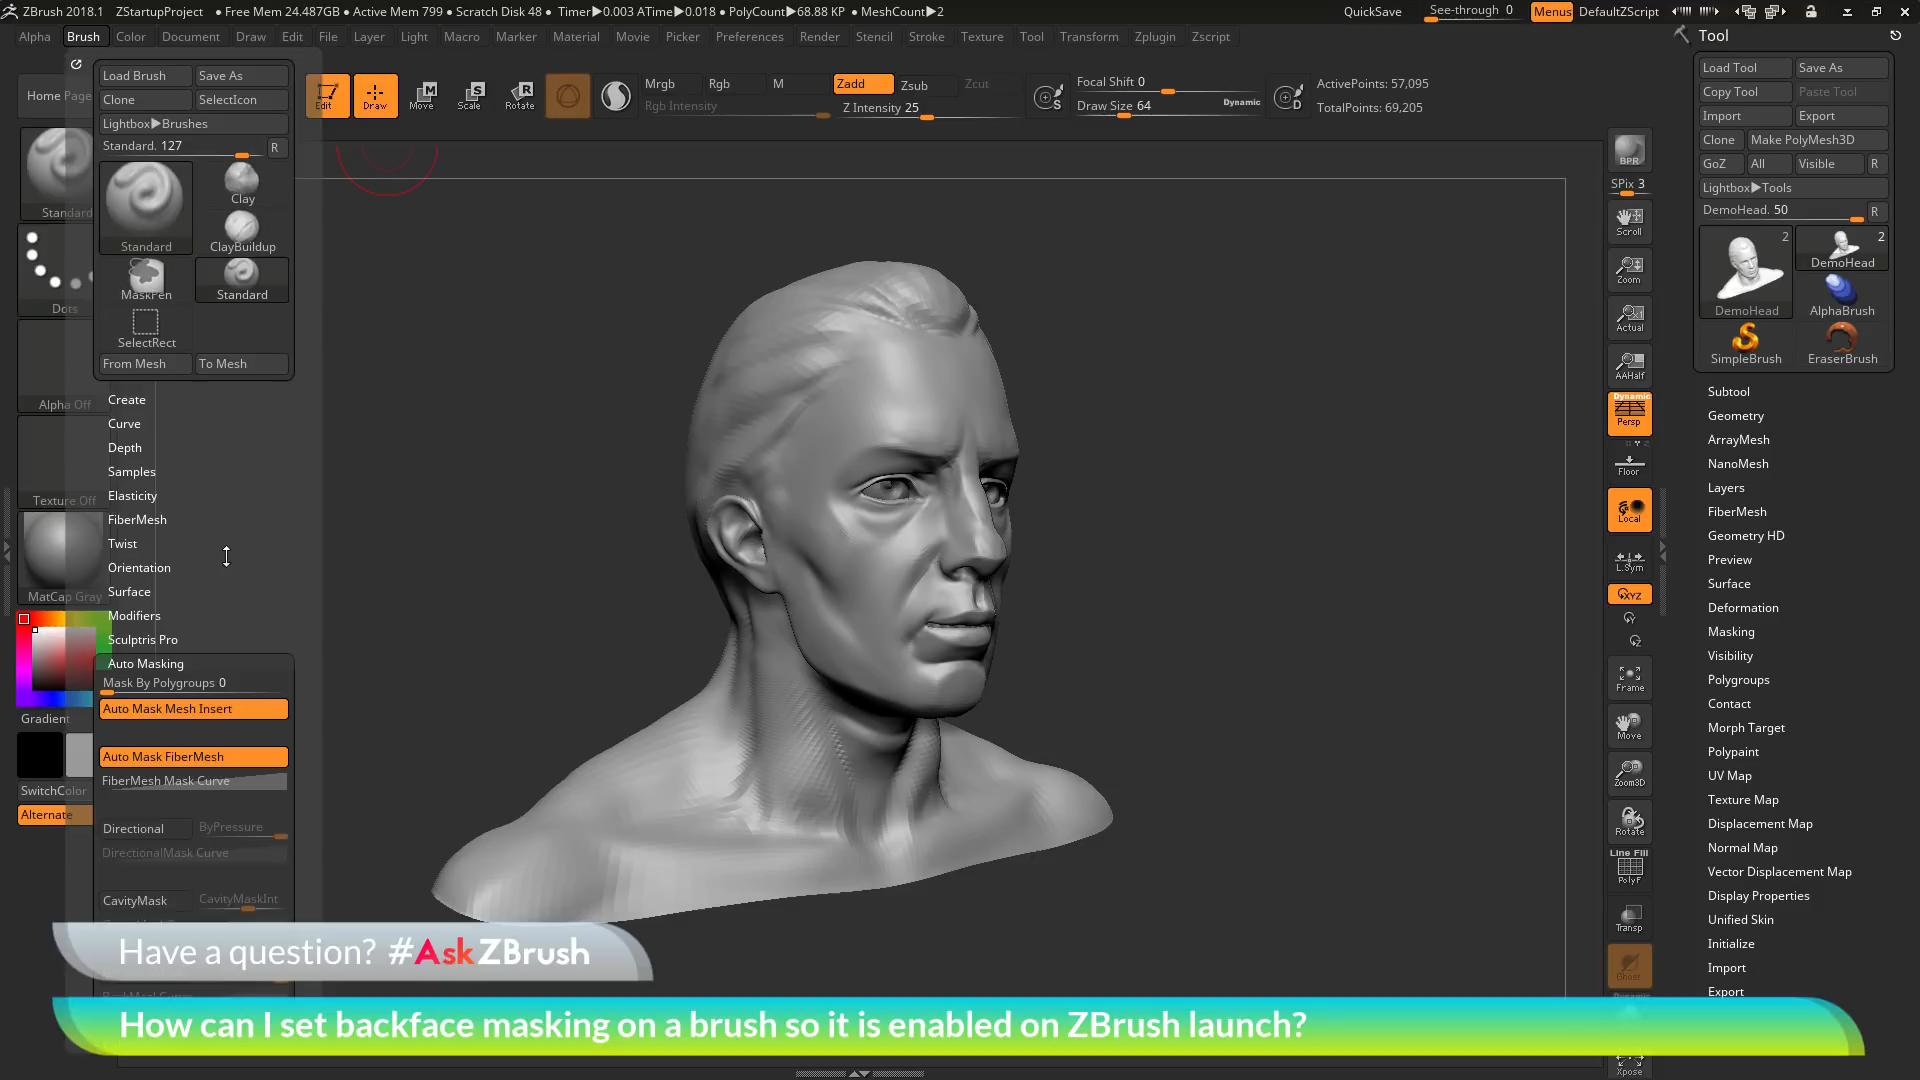 ZBrush 2018.1 ZStartupProject ● Free Mem 24.487GB ● Active Mem 799 ● Scratch Disk 48 ● Timer▶0.003 ATime▶0.018 ● PolyCount▶68.88 KP ● MeshCount▶2 QuickSave See-through 0 Menus DefaultZScript
Alpha Brush Color Document Draw Edit File Layer Light Macro Marker Material Movie Picker Preferences Render Stencil Stroke Texture Tool Transform Zplugin Zscript
Home Page
Load Brush Save As
Clone SelectIcon
Lightbox▶Brushes
Standard. 127 R
Standard
Clay
ClayBuildup
MaskPen
Standard
SelectRect
From Mesh To Mesh
Create
Curve
Depth
Samples
Elasticity
FiberMesh
Twist
Orientation
Surface
Modifiers
Sculptris Pro
Auto Masking
Mask By Polygroups 0
Auto Mask Mesh Insert
Auto Mask FiberMesh
FiberMesh Mask Curve
Directional ByPressure
DirectionalMask Curve
CavityMask CavityMaskInt
Standard
Dots
Alpha Off
Texture Off
MatCap Gray
Gradient
SwitchColor
Alternate
Edit Draw Move Scale Rotate
M S R
Mrgb Rgb M
Rgb Intensity
Zadd Zsub Zcut
Z Intensity 25
S
Focal Shift 0
Draw Size 64 Dynamic
D
ActivePoints: 57,095
TotalPoints: 69,205
BPR
SPix 3
Scroll
Zoom
Actual
AAHalf
Dynamic
Persp
Floor
Local
L.Sym
XYZ
Y
Z
Frame
Move
Zoom3D
Rotate
Line Fill
PolyF
Transp
Ghost
Dynamic
Xpose
Tool
Load Tool Save As
Copy Tool Paste Tool
Import Export
Clone Make PolyMesh3D
GoZ All Visible R
Lightbox▶Tools
DemoHead. 50 R
2 2
DemoHead DemoHead
AlphaBrush
SimpleBrush EraserBrush
Subtool
Geometry
ArrayMesh
NanoMesh
Layers
FiberMesh
Geometry HD
Preview
Surface
Deformation
Masking
Visibility
Polygroups
Contact
Morph Target
Polypaint
UV Map
Texture Map
Displacement Map
Normal Map
Vector Displacement Map
Display Properties
Unified Skin
Initialize
Import
Export
Have a question? #AskZBrush
How can I set backface masking on a brush so it is enabled on ZBrush launch?